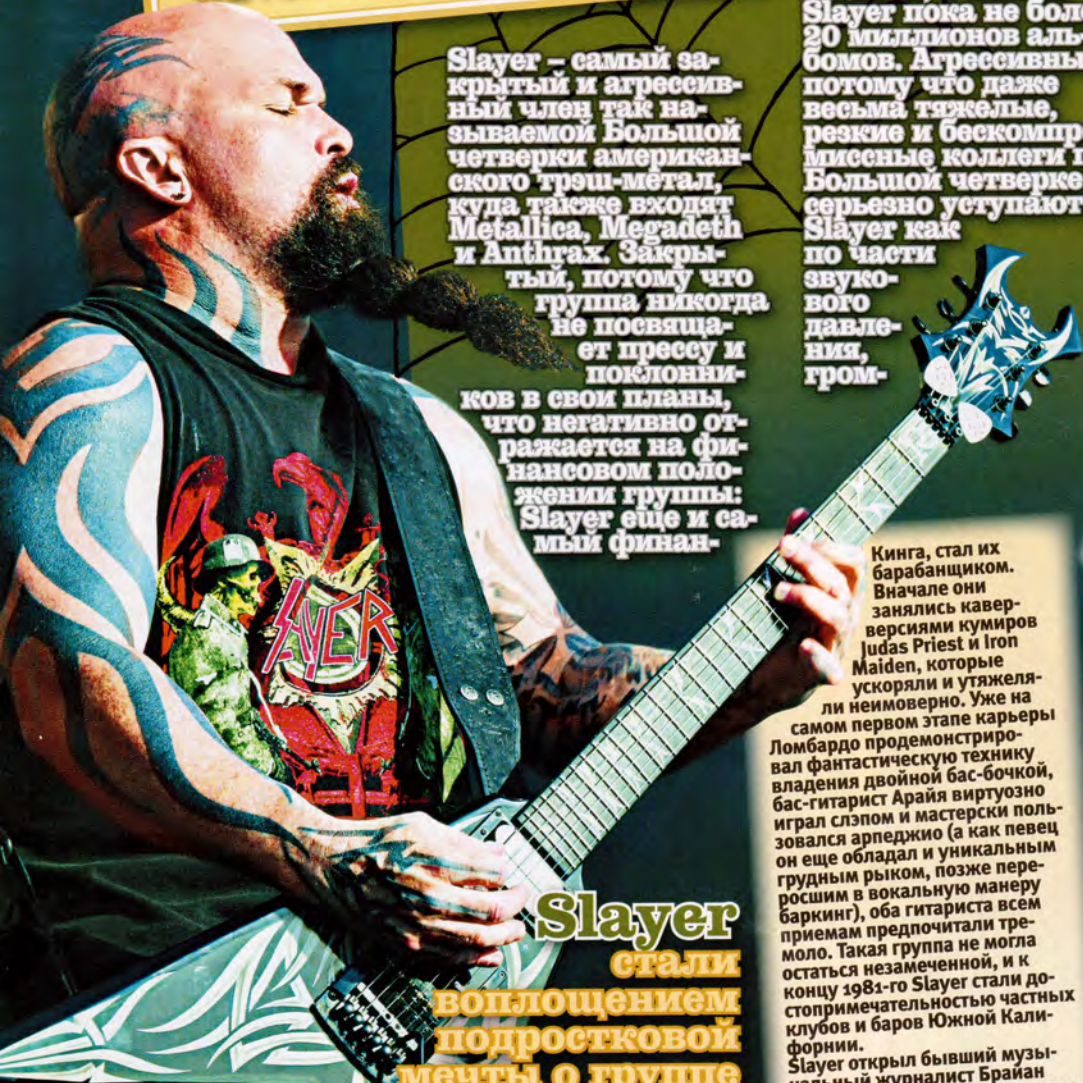 Slayer – самый за-
крытый и агрессив-
ный член так на-
зываемой Большой
четверки американ-
ского трэш-метал,
куда также входят
Metallica, Megadeth
и Anthrax. Закры-
тый, потому что
группа никогда
не посвяща-
ет прессу и
поклонни-
ков в свои планы,
что негативно от-
ражается на фи-
нансовом поло-
жении группы:
Slayer еще и са-
мый финан-
Slayer пока не бол
20 миллионов аль-
бомов. Агрессивны
потому что даже
весьма тяжелые,
резкие и бескомпр
миссные коллеги
Большой четверке
серьезно уступают
Slayer как
по части
звуко-
вого
давле-
ния,
гром-
SLAYER
Slayer
стали
воплощением
подростковой
мечты о группе
Кинга, стал их
барабанщиком.
Вначале они
занялись кавер-
версиями кумиров
Judas Priest и Iron
Maiden, которые
ускоряли и утяжеля-
ли неимоверно. Уже на
самом первом этапе карьеры
Ломбардо продемонстриро-
вал фантастическую технику
владения двойной бас-бочкой,
бас-гитарист Арайя виртуозно
играл слэпом и мастерски поль-
зовался арпеджио (а как певец
он еще обладал и уникальным
грудным рыком, позже пере-
росшим в вокальную манеру
баркинг), оба гитариста всем
приемам предпочитали тре-
моло. Такая группа не могла
остаться незамеченной, и к
концу 1981-го Slayer стали до-
стопримечательностью частных
клубов и баров Южной Кали-
форнии.
Slayer открыл бывший музы-
кальный журналист Брайан